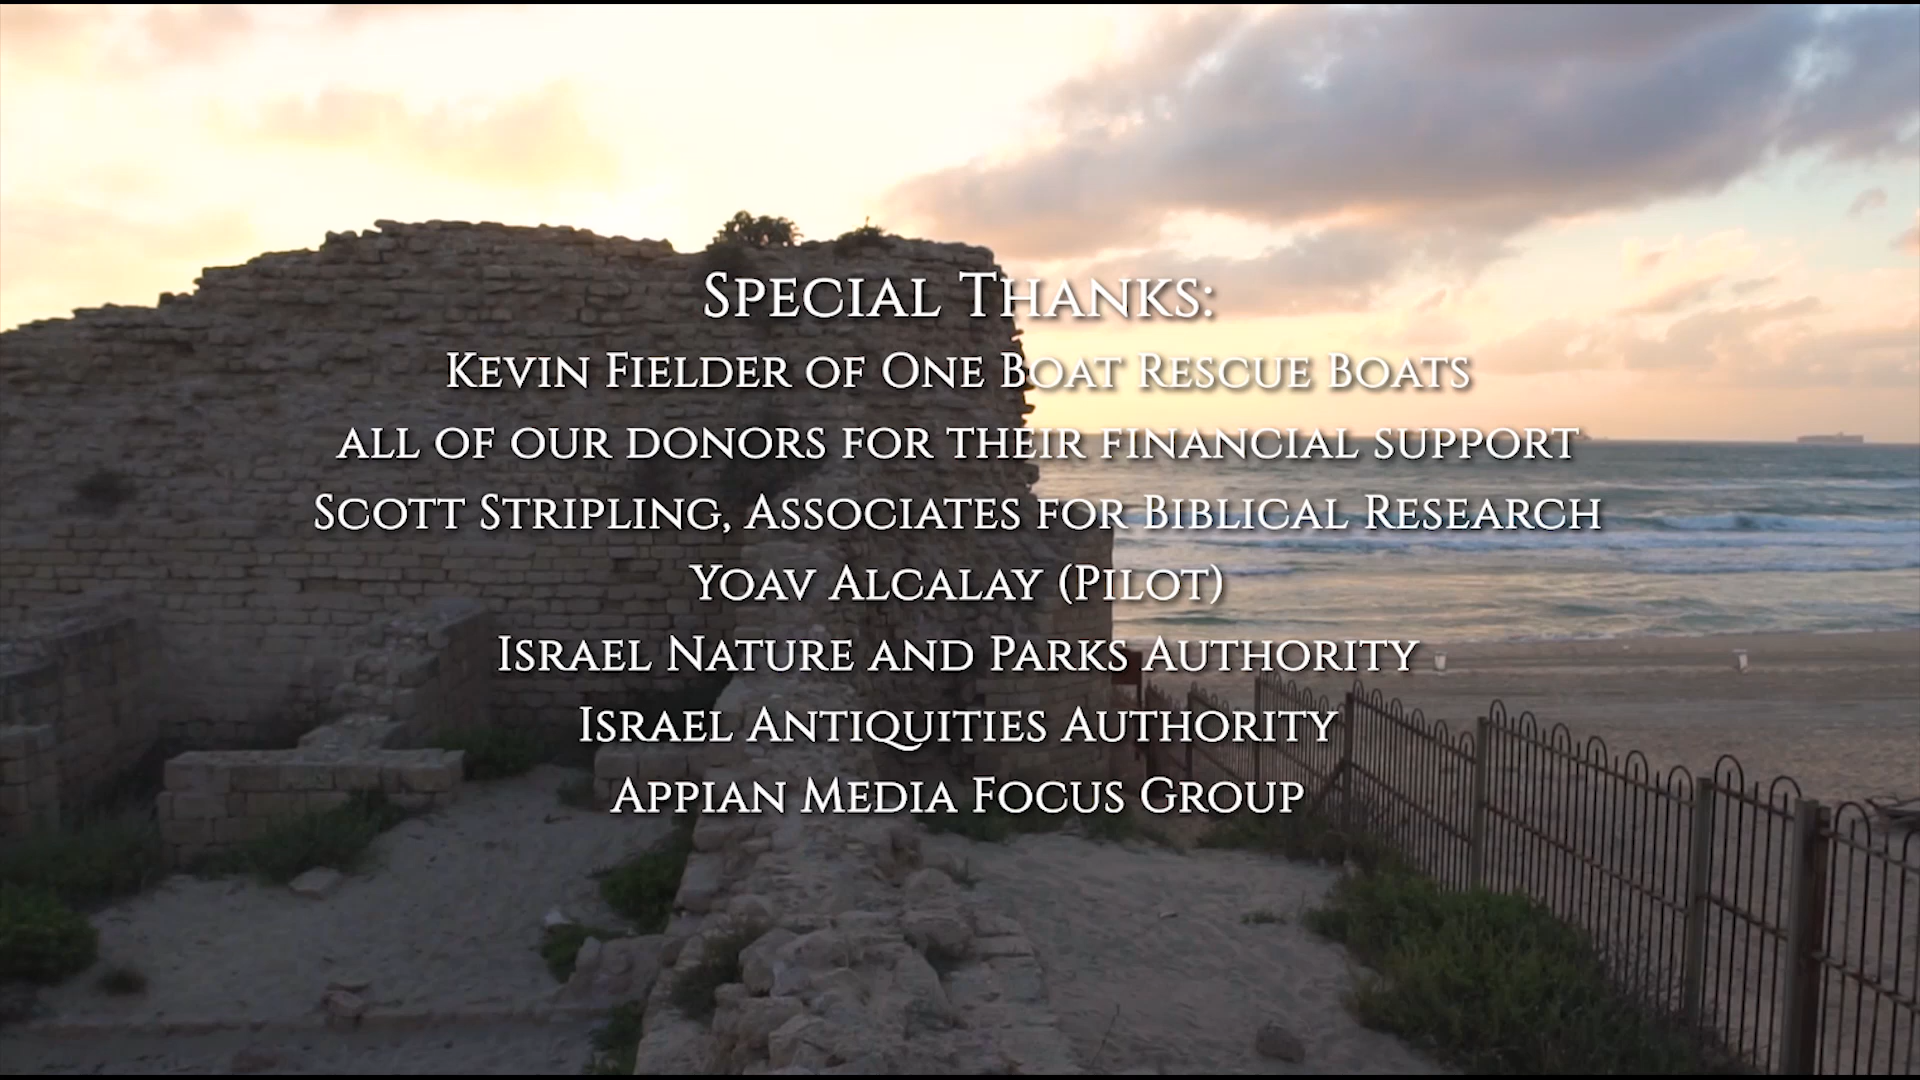 Special Thanks:
Kevin Fielder of One Boat Rescue Boats
all of our donors for their financial support
Scott Stripling, Associates for Biblical Research
Yoav Alcalay (Pilot)
Israel Nature and Parks Authority
Israel Antiquities Authority
Appian Media Focus Group